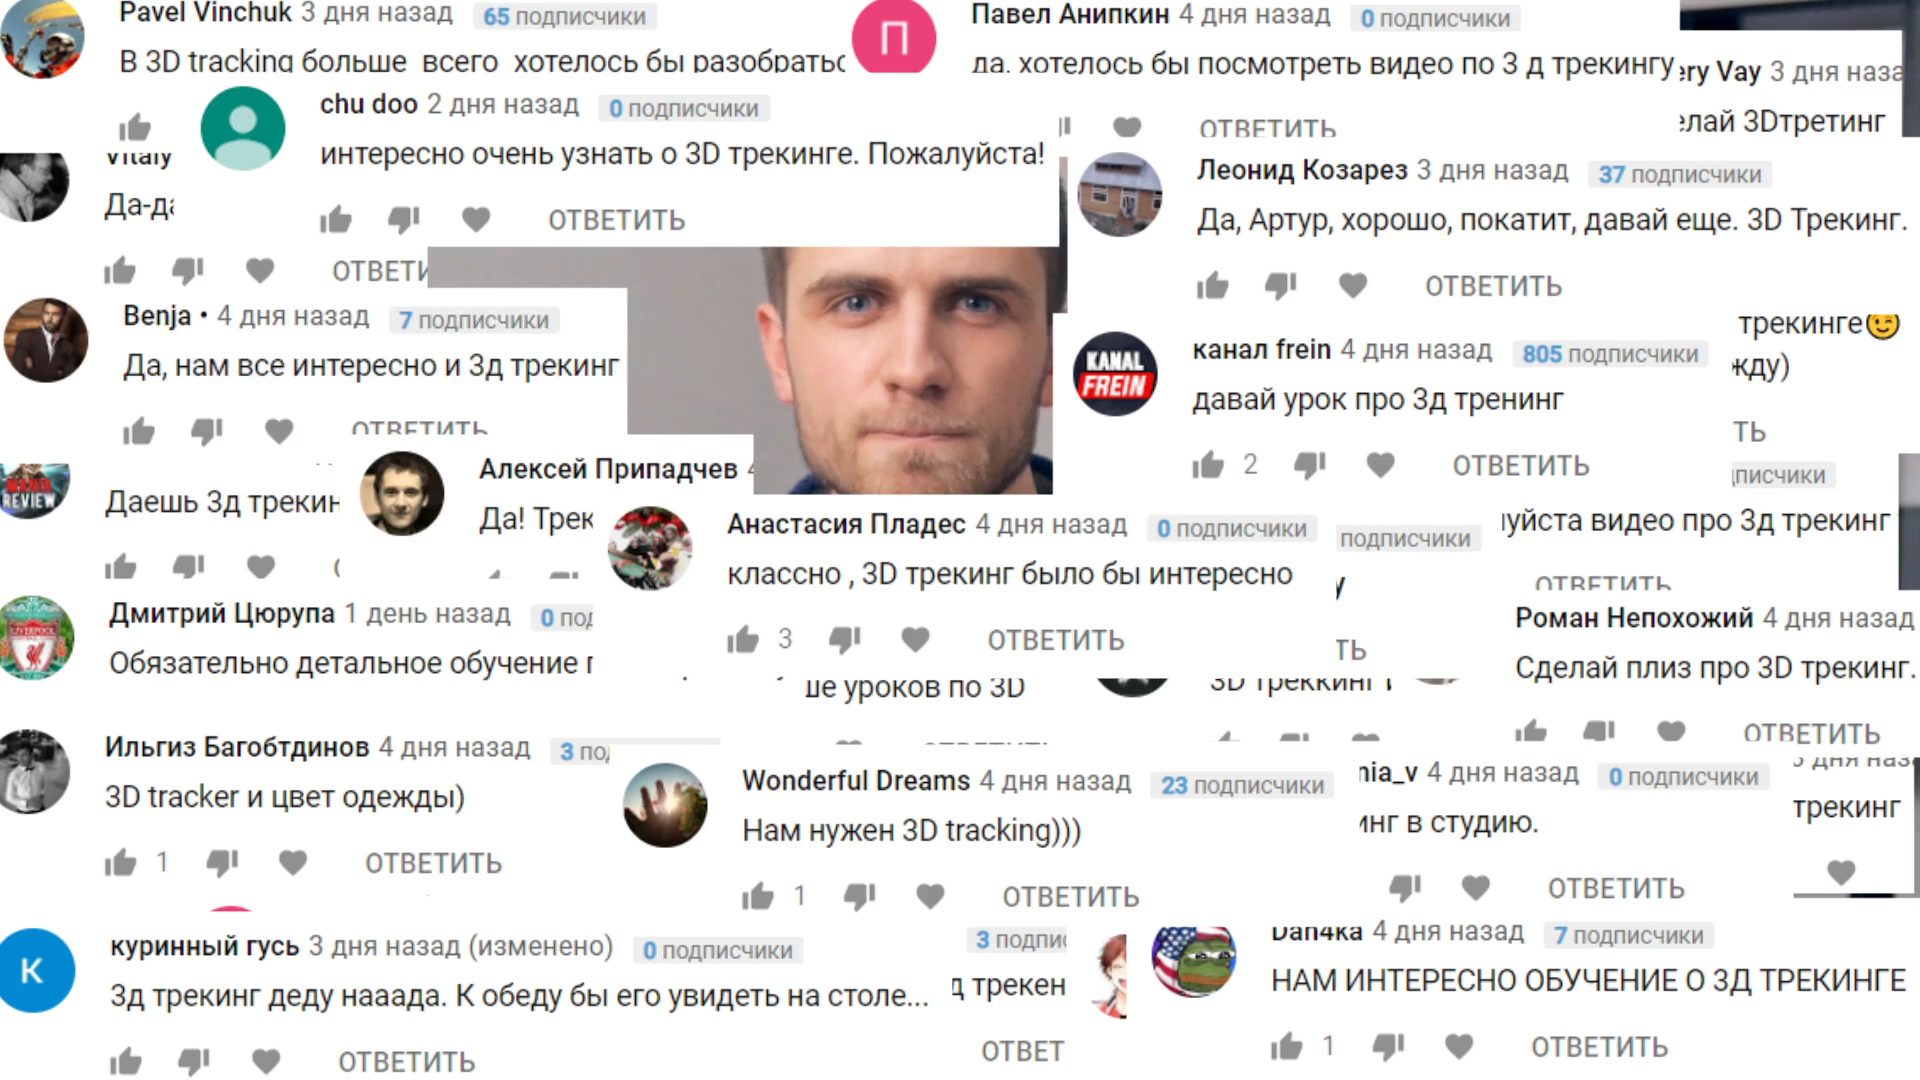 Pavel Vinchuk 3 дня назад 65 подписчики
В 3D tracking больше всего хотелось бы разобратьс
Павел Анипкин 4 дня назад 0 подписчики
да. хотелось бы посмотреть видео по 3 д трекингу
ery Vay 3 дня наза
елай 3Dтретинг
chu doo 2 дня назад 0 подписчики
интересно очень узнать о 3D трекинге. Пожалуйста!
ОТВЕТИТЬ
ОТВЕТИТЬ
Vitaly
Да-да
ОТВЕТИ
Леонид Козарез 3 дня назад 37 подписчики
Да, Артур, хорошо, покатит, давай еще. 3D Трекинг.
ОТВЕТИТЬ
Benja • 4 дня назад 7 подписчики
Да, нам все интересно и 3д трекинг
ОТВЕТИТЬ
трекинге😉
жду)
ТЬ
KANAL
FREIN
канал frein 4 дня назад 805 подписчики
давай урок про 3д тренинг
2 ОТВЕТИТЬ
REVIEW
Даешь 3д трекин
Алексей Припадчев 4
Да! Трек
писчики
уйста видео про 3д трекинг
ОТВЕТИТЬ
Анастасия Пладес 4 дня назад 0 подписчики
классно , 3D трекинг было бы интересно
3 ОТВЕТИТЬ
подписчики
у
ТЬ
LIVERPOOL
Дмитрий Цюрупа 1 день назад 0 под
Обязательно детальное обучение п
Роман Непохожий 4 дня назад
Сделай плиз про 3D трекинг.
ОТВЕТИТЬ
ше уроков по 3D
3D треккинг
ОТВЕТИТЬ
Ильгиз Багобтдинов 4 дня назад 3 под
3D tracker и цвет одежды)
1 ОТВЕТИТЬ
Wonderful Dreams 4 дня назад 23 подписчики
Нам нужен 3D tracking)))
1 ОТВЕТИТЬ
nia_v 4 дня назад 0 подписчики
инг в студию.
ОТВЕТИТЬ
дня наза
трекинг
К
куринный гусь 3 дня назад (изменено) 0 подписчики
3д трекинг деду нааада. К обеду бы его увидеть на столе...
ОТВЕТИТЬ
3 подпис
д трекен
ОТВЕТ
Dan4ka 4 дня назад 7 подписчики
НАМ ИНТЕРЕСНО ОБУЧЕНИЕ О 3Д ТРЕКИНГЕ
1 ОТВЕТИТЬ